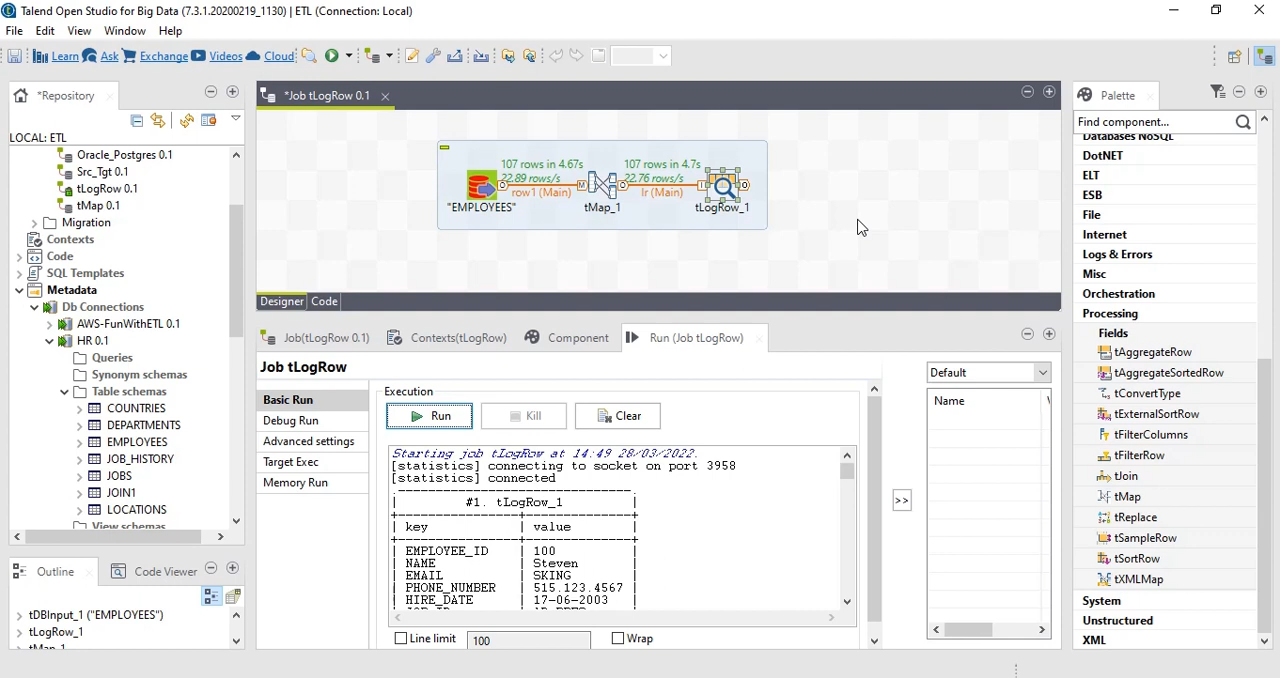 Talend Open Studio for Big Data (7.3.1.20200219_1130) | ETL (Connection: Local)
File Edit View Window Help
Learn Ask Exchange Videos Cloud
*Repository
LOCAL: ETL
Oracle_Postgres 0.1
Src_Tgt 0.1
tLogRow 0.1
tMap 0.1
Migration
Contexts
Code
SQL Templates
Metadata
Db Connections
AWS-FunWithETL 0.1
HR 0.1
Queries
Synonym schemas
Table schemas
COUNTRIES
DEPARTMENTS
EMPLOYEES
JOB_HISTORY
JOBS
JOIN1
LOCATIONS
View schemas
Outline Code Viewer
tDBInput_1 ("EMPLOYEES")
tLogRow_1
tMap_1
*Job tLogRow 0.1
107 rows in 4.67s 107 rows in 4.7s
22.89 rows/s 22.76 rows/s
row1 (Main) lr (Main)
"EMPLOYEES" tMap_1 tLogRow_1
Designer Code
Job(tLogRow 0.1) Contexts(tLogRow) Component Run (Job tLogRow)
Job tLogRow
Basic Run
Debug Run
Advanced settings
Target Exec
Memory Run
Execution
Run Kill Clear
Starting job tLogRow at 14:49 28/03/2022.
[statistics] connecting to socket on port 3958
[statistics] connected
#1. tLogRow_1
key | value
EMPLOYEE_ID | 100
NAME | Steven
EMAIL | SKING
PHONE_NUMBER | 515.123.4567
HIRE_DATE | 17-06-2003
Line limit 100 Wrap
>>
Default
Name
Palette
Find component...
Databases NoSQL
DotNET
ELT
ESB
File
Internet
Logs & Errors
Misc
Orchestration
Processing
Fields
tAggregateRow
tAggregateSortedRow
tConvertType
tExternalSortRow
tFilterColumns
tFilterRow
tJoin
tMap
tReplace
tSampleRow
tSortRow
tXMLMap
System
Unstructured
XML